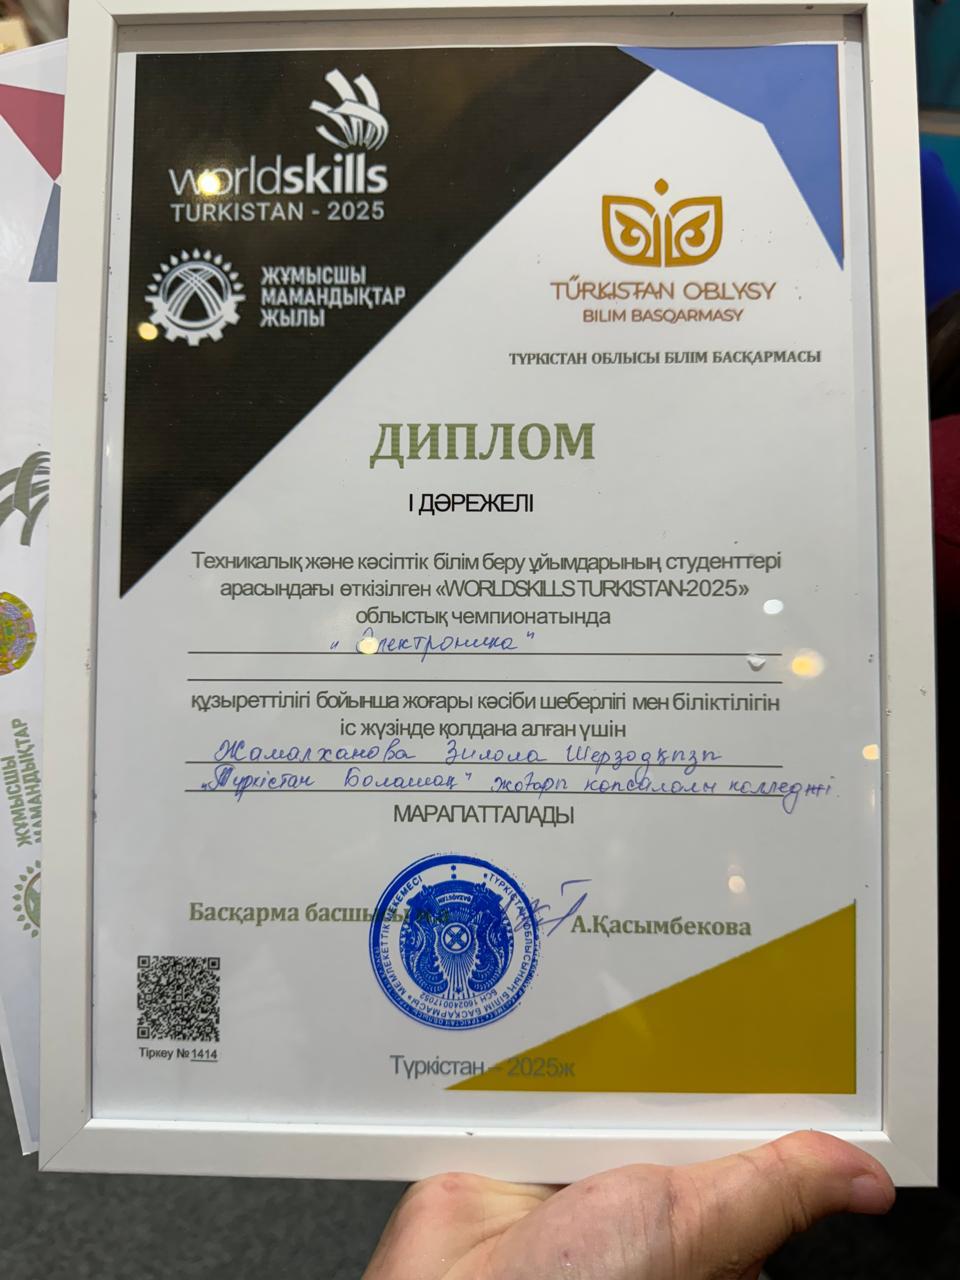 worldskills
TURKISTAN - 2025
ЖҰМЫСШЫ
МАМАНДЫҚТАР
ЖЫЛЫ
TŰRKISTAN OBLYSY
BILIM BASQARMASY
ТҮРКІСТАН ОБЛЫСЫ БІЛІМ БАСҚАРМАСЫ
ДИПЛОМ
І ДӘРЕЖЕЛІ
Техникалық және кәсіптік білім беру ұйымдарының студенттері
арасындағы өткізілген «WORLDSKILLS TURKISTAN-2025»
облыстық чемпионатында
"Электроника"
құзыреттілігі бойынша жоғары кәсіби шеберлігі мен біліктілігін
іс жүзінде қолдана алған үшін
Жамалханова Зилола Шерзодқызы
"Түркістан Болашақ" жоғары көпсалалы колледжі
МАРАПАТТАЛАДЫ
Басқарма басшысы
А.Қасымбекова
Тіркеу № 1414
Түркістан – 2025ж
ЖҰМЫСШЫ
МАМАНДЫҚТАР